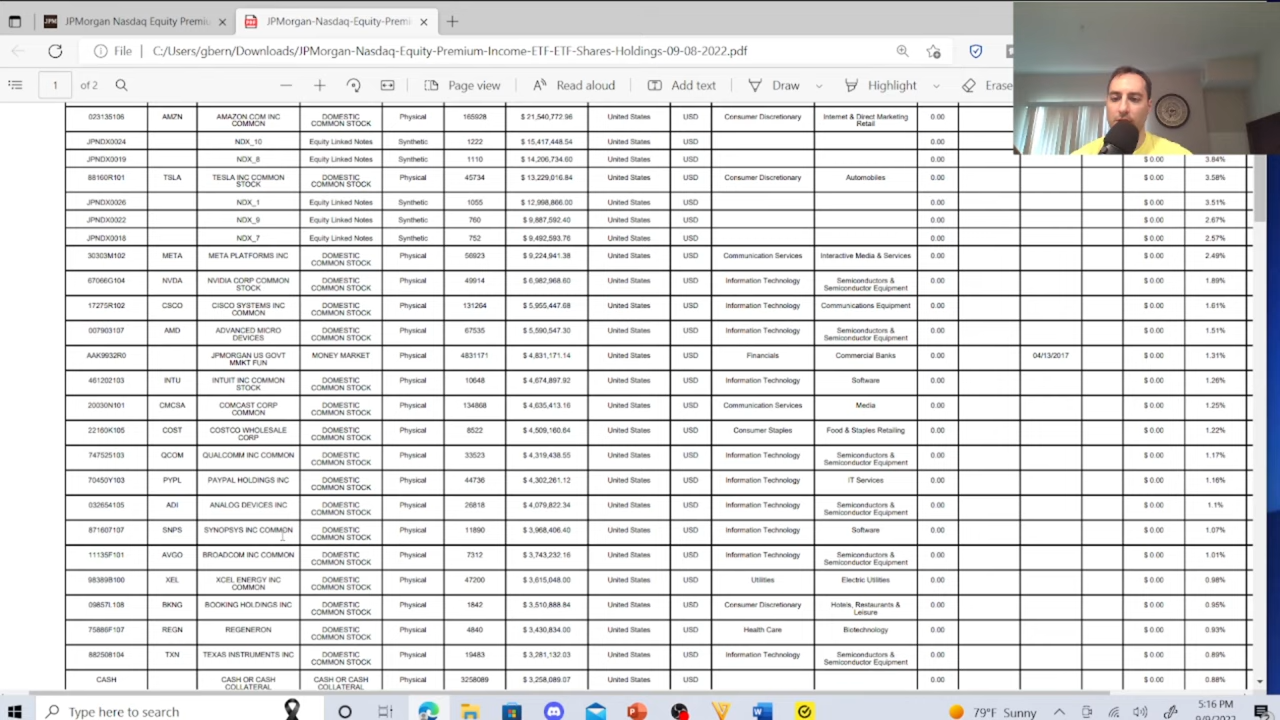 JPMorgan Nasdaq Equity Premiu
JPMorgan-Nasdaq-Equity-Premi
File C:/Users/gbern/Downloads/JPMorgan-Nasdaq-Equity-Premium-Income-ETF-ETF-Shares-Holdings-09-08-2022.pdf
1 of 2 Page view Read aloud Add text Draw Highlight Erase
023135106 AMZN AMAZON.COM INC COMMON DOMESTIC COMMON STOCK Physical 165928 $ 21,540,772.96 United States USD Consumer Discretionary Internet & Direct Marketing Retail 0.00
JPNDX0024 NDX_10 Equity Linked Notes Synthetic 1222 $ 15,417,448.54 United States USD 0.00
JPNDX0019 NDX_8 Equity Linked Notes Synthetic 1110 $ 14,206,734.60 United States USD 0.00 $ 0.00 3.84%
88160R101 TSLA TESLA INC COMMON STOCK DOMESTIC COMMON STOCK Physical 45734 $ 13,229,016.84 United States USD Consumer Discretionary Automobiles 0.00 $ 0.00 3.58%
JPNDX0026 NDX_1 Equity Linked Notes Synthetic 1055 $ 12,998,866.00 United States USD 0.00 $ 0.00 3.51%
JPNDX0022 NDX_9 Equity Linked Notes Synthetic 760 $ 9,887,592.40 United States USD 0.00 $ 0.00 2.67%
JPNDX0018 NDX_7 Equity Linked Notes Synthetic 752 $ 9,492,593.76 United States USD 0.00 $ 0.00 2.57%
30303M102 META META PLATFORMS INC DOMESTIC COMMON STOCK Physical 56923 $ 9,224,941.38 United States USD Communication Services Interactive Media & Services 0.00 $ 0.00 2.49%
67066G104 NVDA NVIDIA CORP COMMON STOCK DOMESTIC COMMON STOCK Physical 49914 $ 6,982,968.60 United States USD Information Technology Semiconductors & Semiconductor Equipment 0.00 $ 0.00 1.89%
17275R102 CSCO CISCO SYSTEMS INC COMMON DOMESTIC COMMON STOCK Physical 131264 $ 5,955,447.68 United States USD Information Technology Communications Equipment 0.00 $ 0.00 1.61%
007903107 AMD ADVANCED MICRO DEVICES DOMESTIC COMMON STOCK Physical 67535 $ 5,590,547.30 United States USD Information Technology Semiconductors & Semiconductor Equipment 0.00 $ 0.00 1.51%
AAK9932R0 JPMORGAN US GOVT MMKT FUN MONEY MARKET Physical 4831171 $ 4,831,171.14 United States USD Financials Commercial Banks 0.00 04/13/2017 $ 0.00 1.31%
461202103 INTU INTUIT INC COMMON STOCK DOMESTIC COMMON STOCK Physical 10648 $ 4,674,897.92 United States USD Information Technology Software 0.00 $ 0.00 1.26%
20030N101 CMCSA COMCAST CORP COMMON DOMESTIC COMMON STOCK Physical 134868 $ 4,635,413.16 United States USD Communication Services Media 0.00 $ 0.00 1.25%
22160K105 COST COSTCO WHOLESALE CORP DOMESTIC COMMON STOCK Physical 8522 $ 4,509,160.64 United States USD Consumer Staples Food & Staples Retailing 0.00 $ 0.00 1.22%
747525103 QCOM QUALCOMM INC COMMON DOMESTIC COMMON STOCK Physical 33523 $ 4,319,438.55 United States USD Information Technology Semiconductors & Semiconductor Equipment 0.00 $ 0.00 1.17%
70450Y103 PYPL PAYPAL HOLDINGS INC DOMESTIC COMMON STOCK Physical 44736 $ 4,302,261.12 United States USD Information Technology IT Services 0.00 $ 0.00 1.16%
032654105 ADI ANALOG DEVICES INC DOMESTIC COMMON STOCK Physical 26818 $ 4,079,822.34 United States USD Information Technology Semiconductors & Semiconductor Equipment 0.00 $ 0.00 1.1%
871607107 SNPS SYNOPSYS INC COMMON DOMESTIC COMMON STOCK Physical 11890 $ 3,968,406.40 United States USD Information Technology Software 0.00 $ 0.00 1.07%
11135F101 AVGO BROADCOM INC COMMON DOMESTIC COMMON STOCK Physical 7312 $ 3,743,232.16 United States USD Information Technology Semiconductors & Semiconductor Equipment 0.00 $ 0.00 1.01%
98389B100 XEL XCEL ENERGY INC COMMON DOMESTIC COMMON STOCK Physical 47200 $ 3,615,048.00 United States USD Utilities Electric Utilities 0.00 $ 0.00 0.98%
09857L108 BKNG BOOKING HOLDINGS INC DOMESTIC COMMON STOCK Physical 1842 $ 3,510,888.84 United States USD Consumer Discretionary Hotels, Restaurants & Leisure 0.00 $ 0.00 0.95%
75886F107 REGN REGENERON DOMESTIC COMMON STOCK Physical 4840 $ 3,430,834.00 United States USD Health Care Biotechnology 0.00 $ 0.00 0.93%
882508104 TXN TEXAS INSTRUMENTS INC DOMESTIC COMMON STOCK Physical 19483 $ 3,281,132.03 United States USD Information Technology Semiconductors & Semiconductor Equipment 0.00 $ 0.00 0.89%
CASH CASH OR CASH COLLATERAL CASH OR CASH COLLATERAL Physical 3258089 $ 3,258,089.07 United States USD 0.00 $ 0.00 0.88%
Type here to search 79°F Sunny 5:16 PM